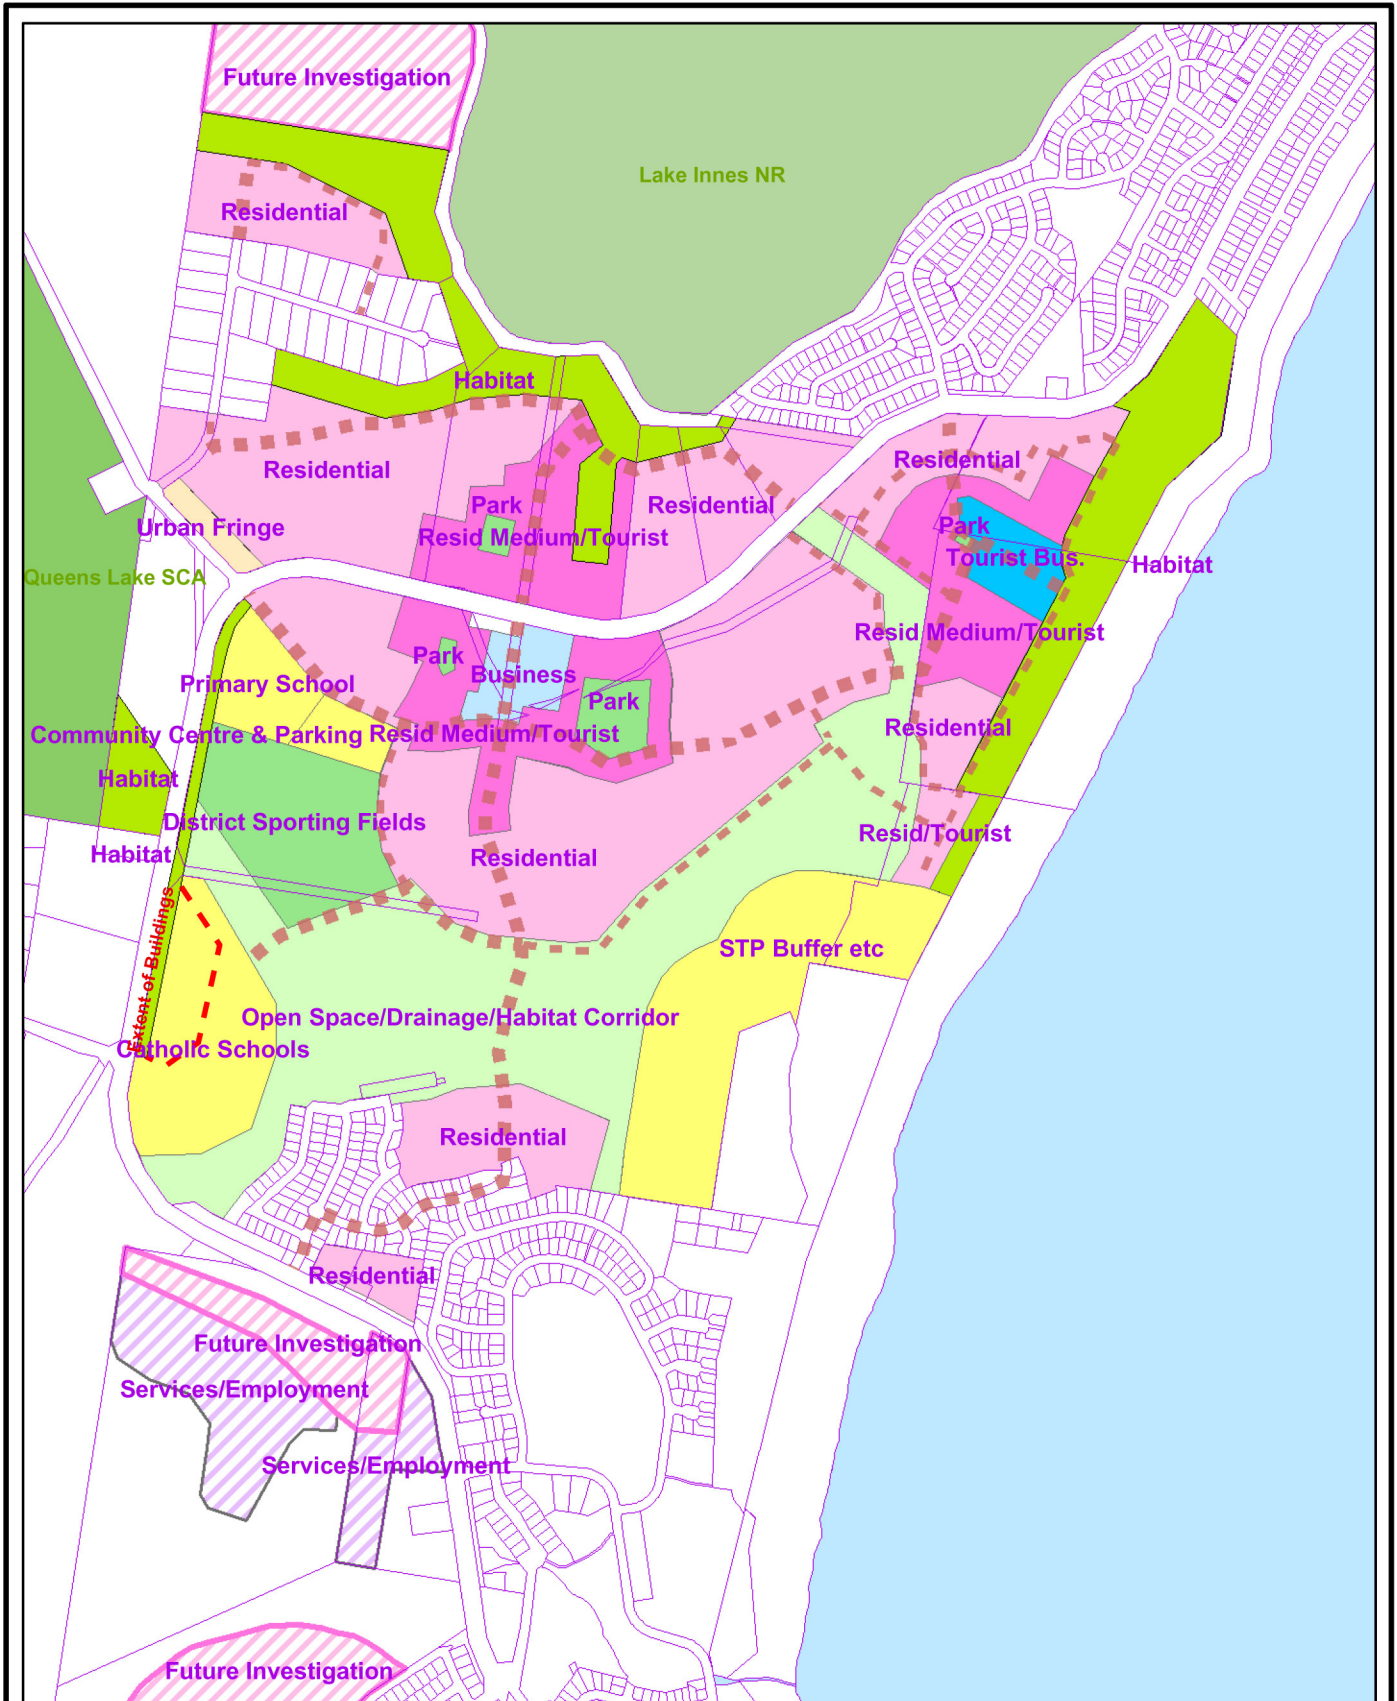 Future Investigation
Lake Innes NR
Residential
Habitat
Residential
Residential
Park
Residential
Urban Fringe
Resid Medium/Tourist
Park
Tourist Bus.
Habitat
Queens Lake SCA
Resid Medium/Tourist
Park
Business
Primary School
Park
Residential
Community Centre & Parking
Resid Medium/Tourist
Habitat
District Sporting Fields
Resid/Tourist
Habitat
Residential
Extent of Buildings
STP Buffer etc
Open Space/Drainage/Habitat Corridor
Catholic Schools
Residential
Residential
Future Investigation
Services/Employment
Services/Employment
Future Investigation